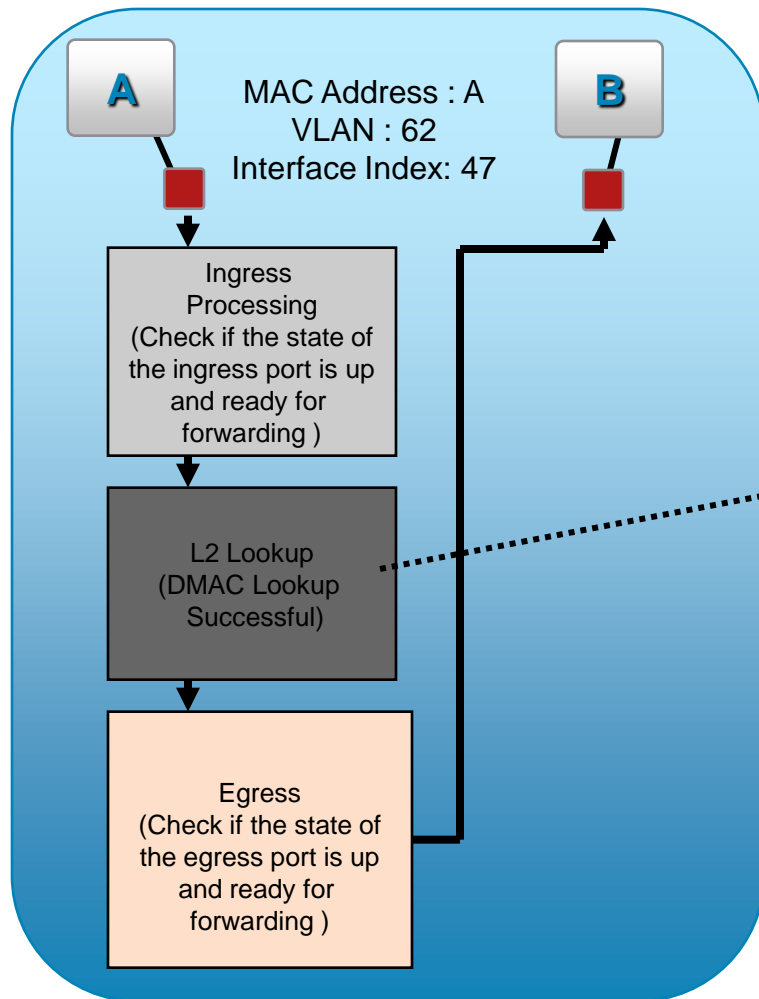 A
MAC Address : A
VLAN : 62
Interface Index: 47
B
Ingress
Processing
(Check if the state of
the ingress port is up
and ready for
forwarding )
L2 Lookup
(DMAC Lookup
Successful)
Egress
(Check if the state of
the egress port is up
and ready for
forwarding )